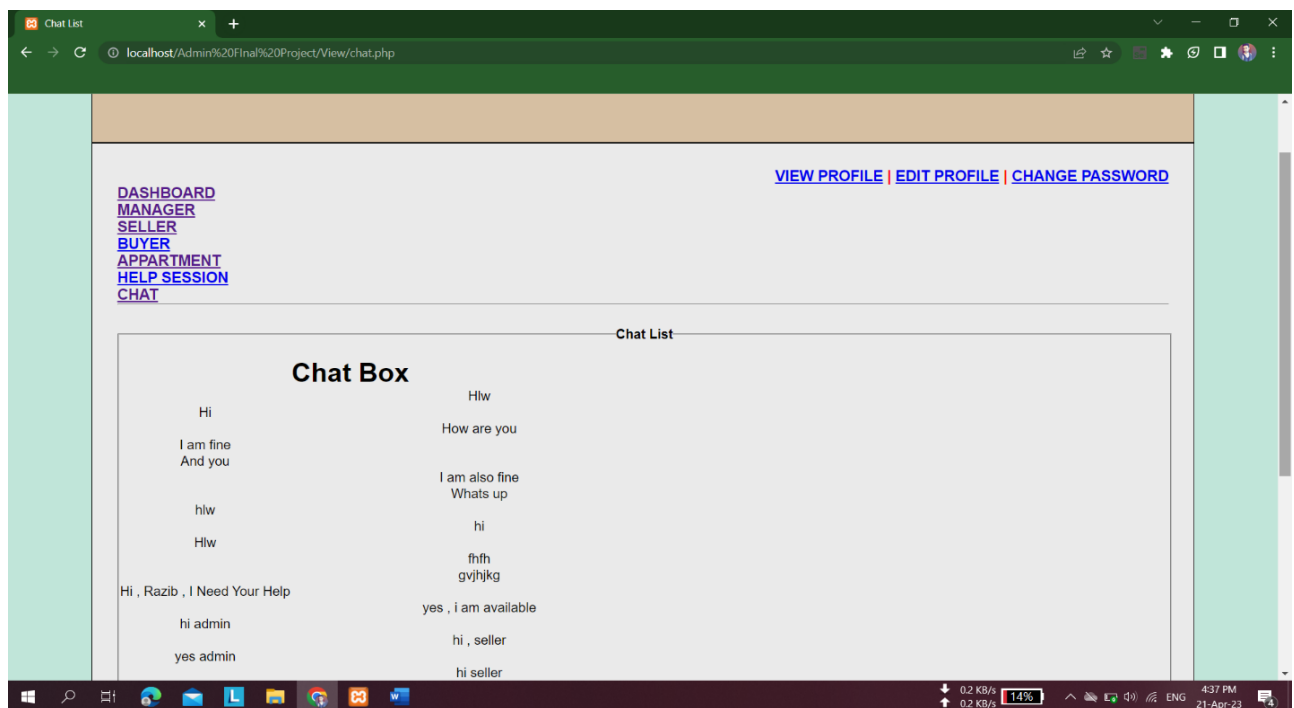 Chat List
localhost/Admin%20FInal%20Project/View/chat.php
VIEW PROFILE | EDIT PROFILE | CHANGE PASSWORD
DASHBOARD
MANAGER
SELLER
BUYER
APPARTMENT
HELP SESSION
CHAT
Chat List
Chat Box
Hlw
Hi
How are you
I am fine
And you
I am also fine
Whats up
hlw
hi
Hlw
fhfh
gvjhjkg
Hi , Razib , I Need Your Help
yes , i am available
hi admin
hi , seller
yes admin
hi seller
0.2 KB/s
0.2 KB/s
14%
ENG
4:37 PM
21-Apr-23
4